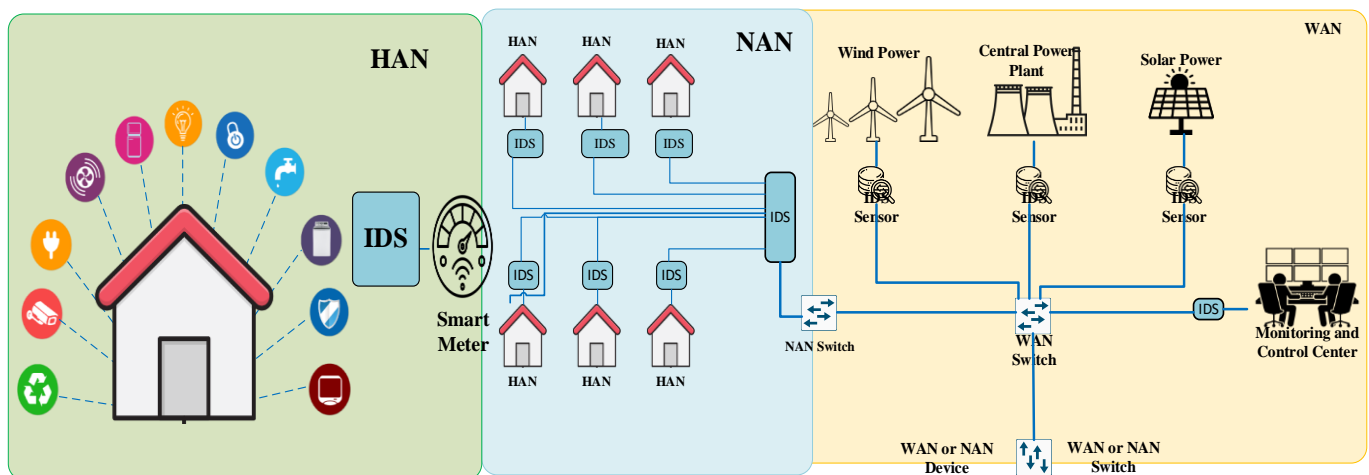 HAN
IDS
Smart
Meter
NAN
HAN
HAN
HAN
IDS
IDS
IDS
IDS
IDS
IDS
IDS
HAN
HAN
HAN
NAN Switch
WAN
Wind Power
Central Power
Plant
Solar Power
IDS
Sensor
IDS
Sensor
IDS
Sensor
WAN
Switch
IDS
Monitoring and
Control Center
WAN or NAN
Device
WAN or NAN
Switch